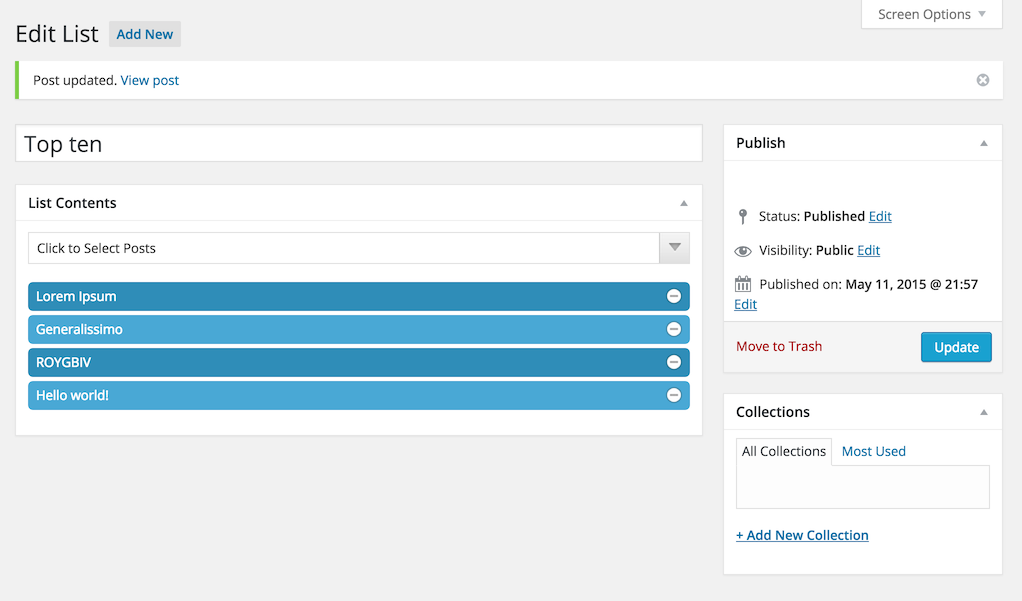 Screen Options
Edit List Add New
Post updated. View post
Top ten
List Contents
Click to Select Posts
Lorem Ipsum
Generalissimo
ROYGBIV
Hello world!
Publish
Status: Published Edit
Visibility: Public Edit
Published on: May 11, 2015 @ 21:57
Edit
Move to Trash Update
Collections
All Collections Most Used
+ Add New Collection